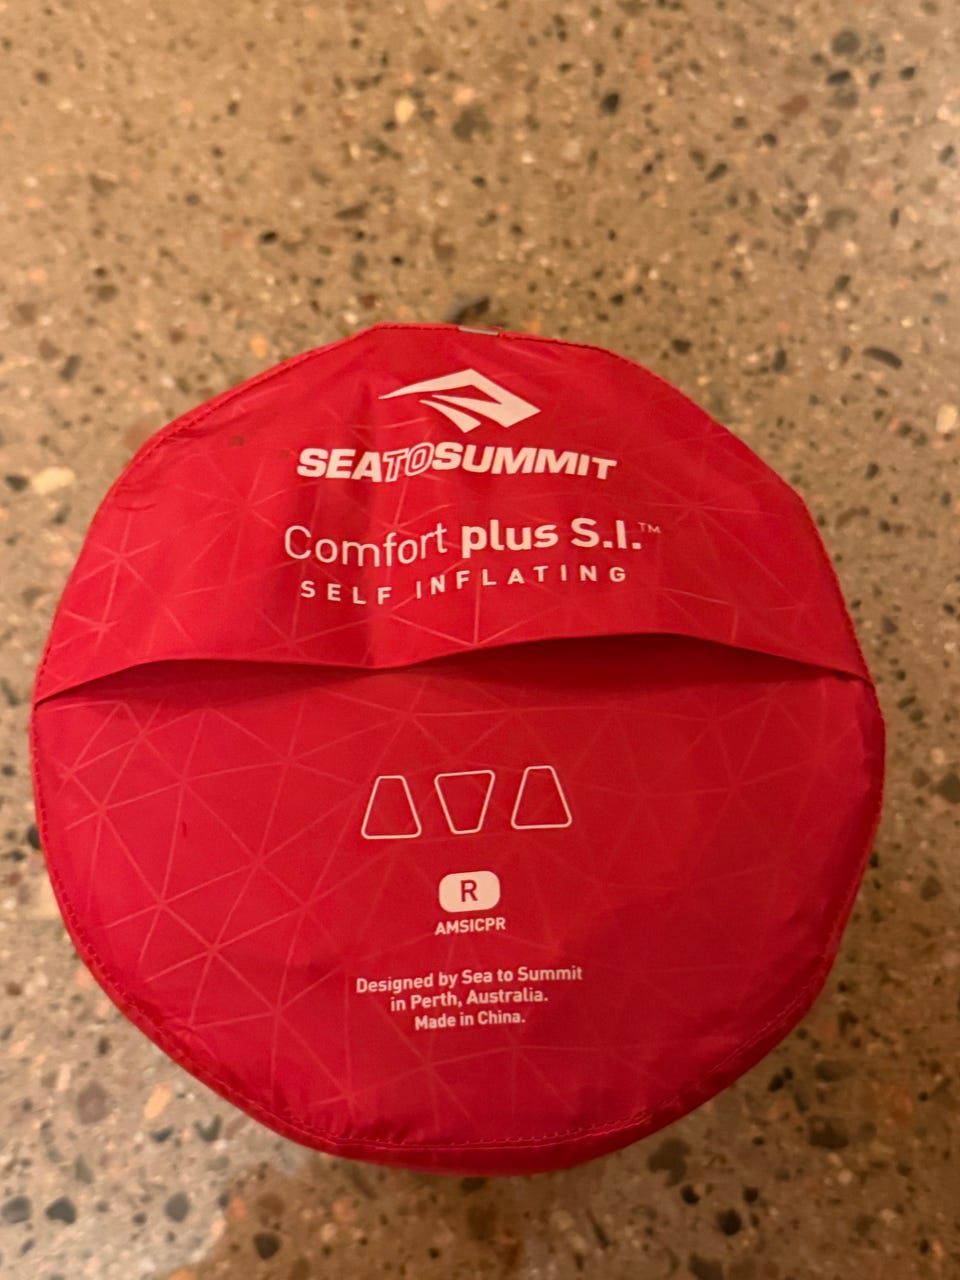 SEATOSUMMIT
Comfort plus S.I.™
SELF INFLATING
R
AMSICPR
Designed by Sea to Summit
in Perth, Australia.
Made in China.